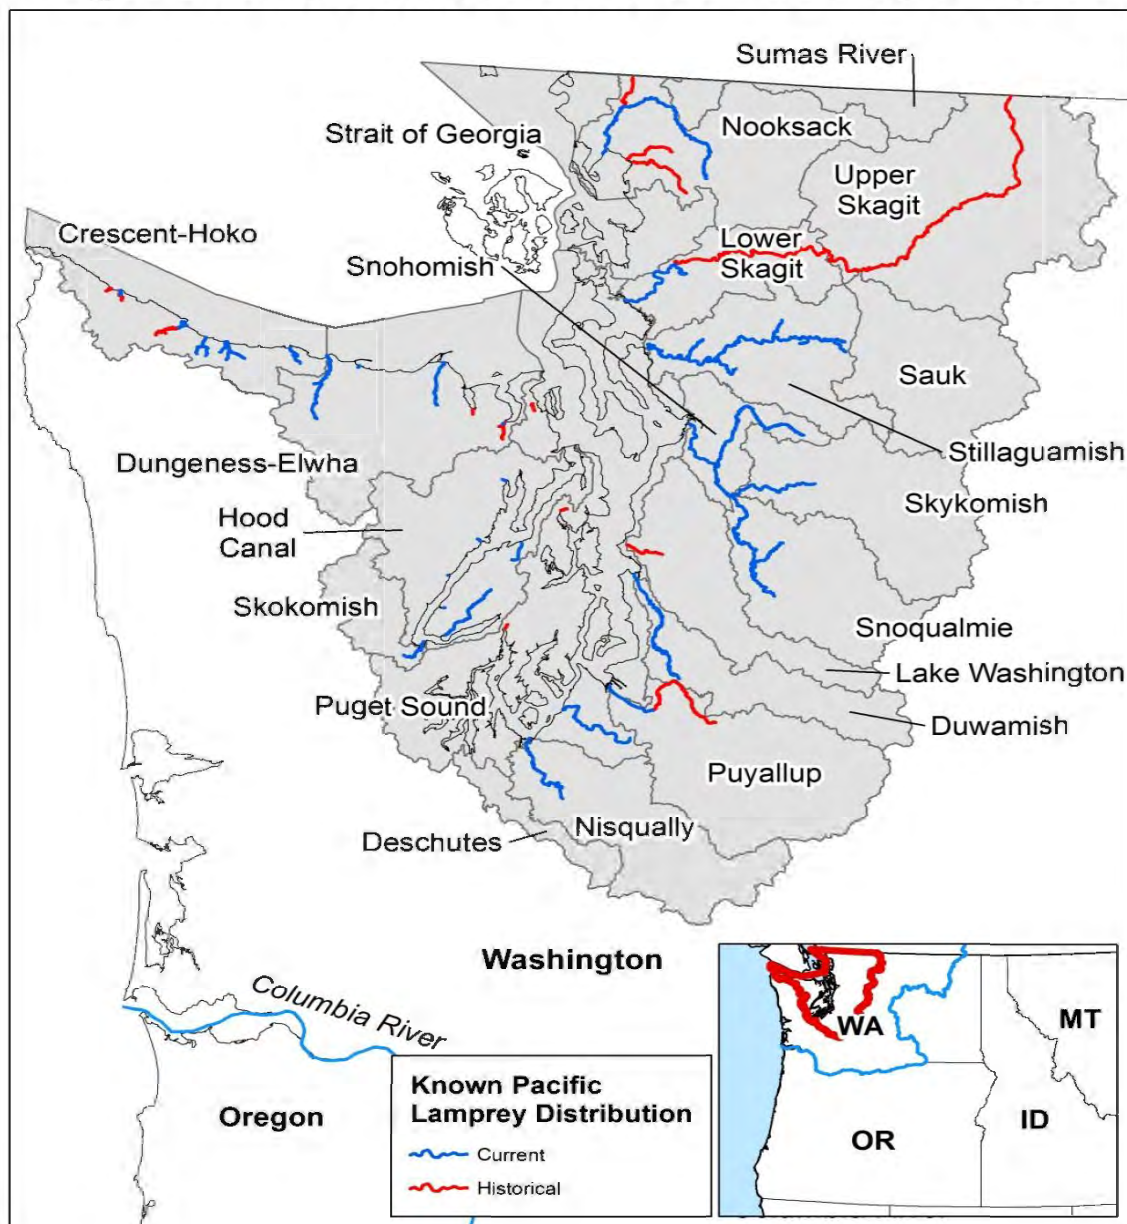 Sumas River
Nooksack
Strait of Georgia
Upper
Skagit
Crescent-Hoko
Lower
Skagit
Snohomish
Sauk
Stillaguamish
Dungeness-Elwha
Skykomish
Hood
Canal
Skokomish
Snoqualmie
Lake Washington
Puget Sound
Duwamish
Puyallup
Nisqually
Deschutes
Washington
Columbia River
Oregon
Known Pacific
Lamprey Distribution
Current
Historical
WA
MT
OR
ID